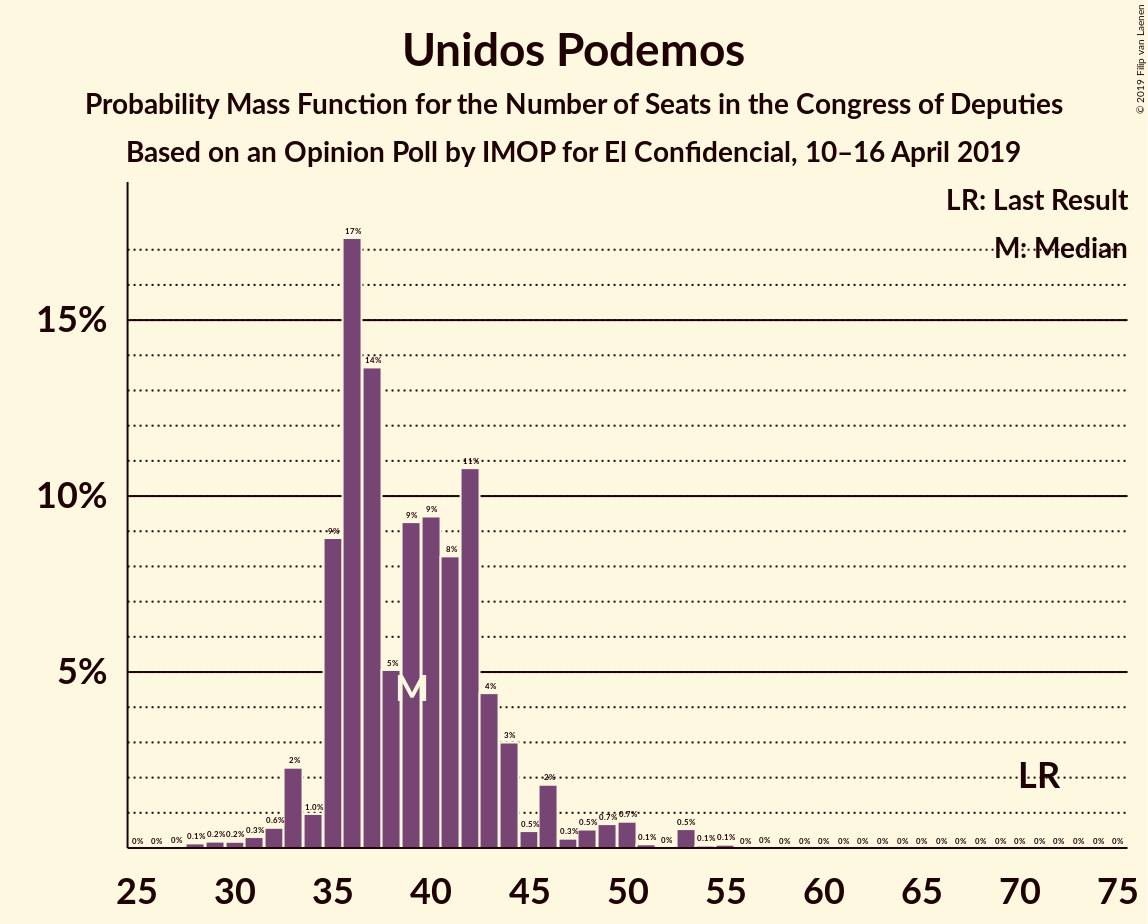 © 2019 Filip van Laenen
Unidos Podemos
Probability Mass Function for the Number of Seats in the Congress of Deputies
Based on an Opinion Poll by IMOP for El Confidencial, 10–16 April 2019
LR: Last Result
M: Median
15%
10%
5%
0% 0% 0% 0.1% 0.2% 0.2% 0.3% 0.6% 2% 1.0% 9% 17% 14% 5% 9% 9% 8% 11% 4% 3% 0.5% 2% 0.3% 0.5% 0.7% 0.7% 0.1% 0% 0.5% 0.1% 0.1% 0% 0% 0% 0% 0% 0% 0% 0% 0% 0% 0% 0% 0% 0% 0% 0% 0% 0% 0% 0%
M
LR
25 30 35 40 45 50 55 60 65 70 75